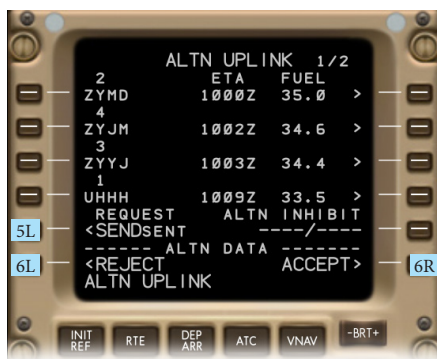 ALTN UPLINK 1/2
2 ETA FUEL
ZYMD 1000Z 35.0 >
4
ZYJM 1002Z 34.6 >
3
ZYYJ 1003Z 34.4 >
1
UHHH 1009Z 33.5 >
REQUEST ALTN INHIBIT
5L <SENDSENT ----/----
------ ALTN DATA -------
6L <REJECT ACCEPT> 6R
ALTN UPLINK
INIT REF RTE DEP ARR ATC VNAV -BRT+